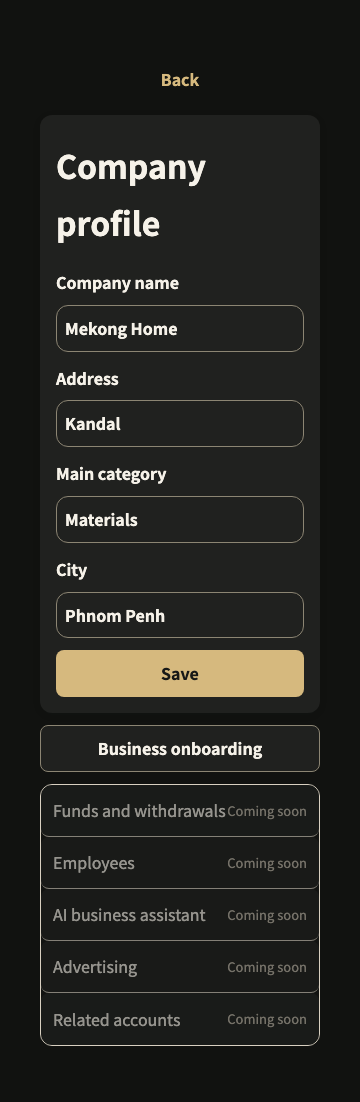 Back
Company
profile
Company name
Mekong Home
Address
Kandal
Main category
Materials
City
Phnom Penh
Save
Business onboarding
Funds and withdrawals Coming soon
Employees Coming soon
AI business assistant Coming soon
Advertising Coming soon
Related accounts Coming soon